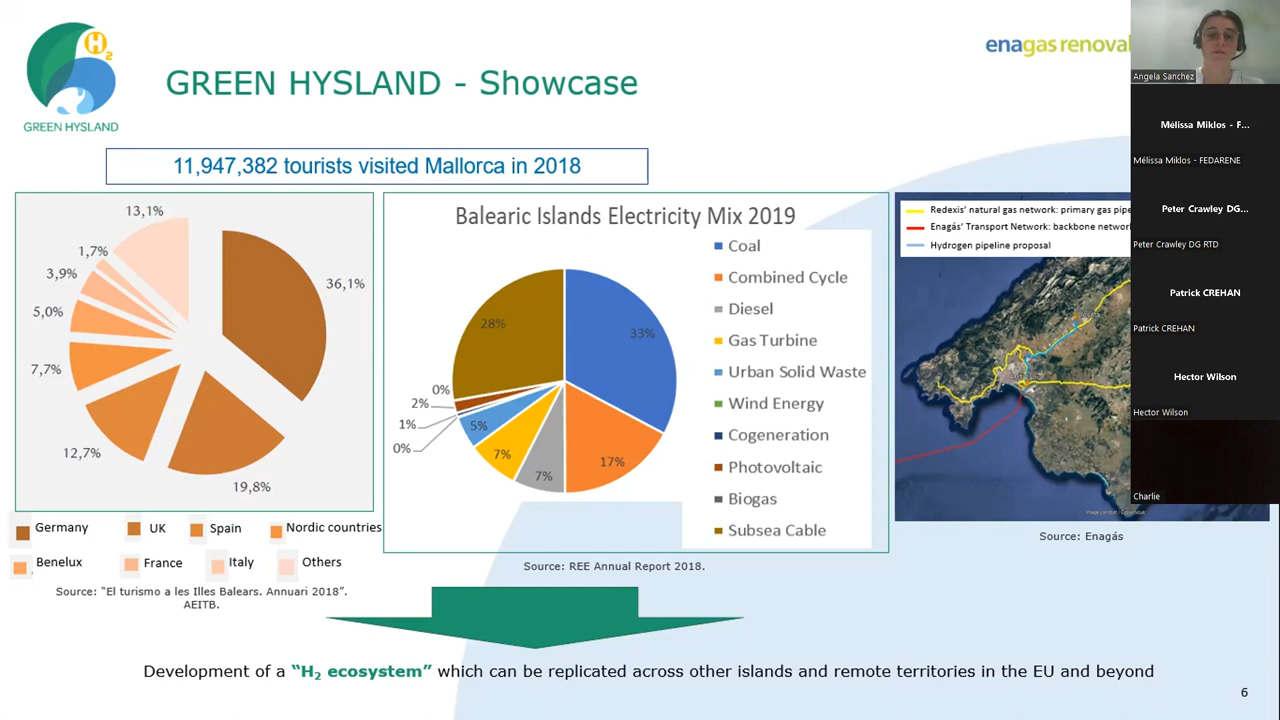 H2
GREEN HYSLAND
GREEN HYSLAND - Showcase
enagas renoval
11,947,382 tourists visited Mallorca in 2018
13,1%
1,7%
3,9%
5,0%
7,7%
12,7%
19,8%
36,1%
Germany
UK
Spain
Nordic countries
Benelux
France
Italy
Others
Source: “El turismo a les Illes Balears. Annuari 2018”.
AEITB.
Balearic Islands Electricity Mix 2019
28%
33%
0%
2%
1%
0%
5%
7%
7%
17%
Coal
Combined Cycle
Diesel
Gas Turbine
Urban Solid Waste
Wind Energy
Cogeneration
Photovoltaic
Biogas
Subsea Cable
Source: REE Annual Report 2018.
Redexis’ natural gas network: primary gas pipe
Enagás’ Transport Network: backbone network
Hydrogen pipeline proposal
Source: Enagás
Development of a “H2 ecosystem” which can be replicated across other islands and remote territories in the EU and beyond
6
Angela Sanchez
Mélissa Miklos - F...
Mélissa Miklos - FEDARENE
Peter Crawley DG...
Peter Crawley DG RTD
Patrick CREHAN
Patrick CREHAN
Hector Wilson
Hector Wilson
Charlie